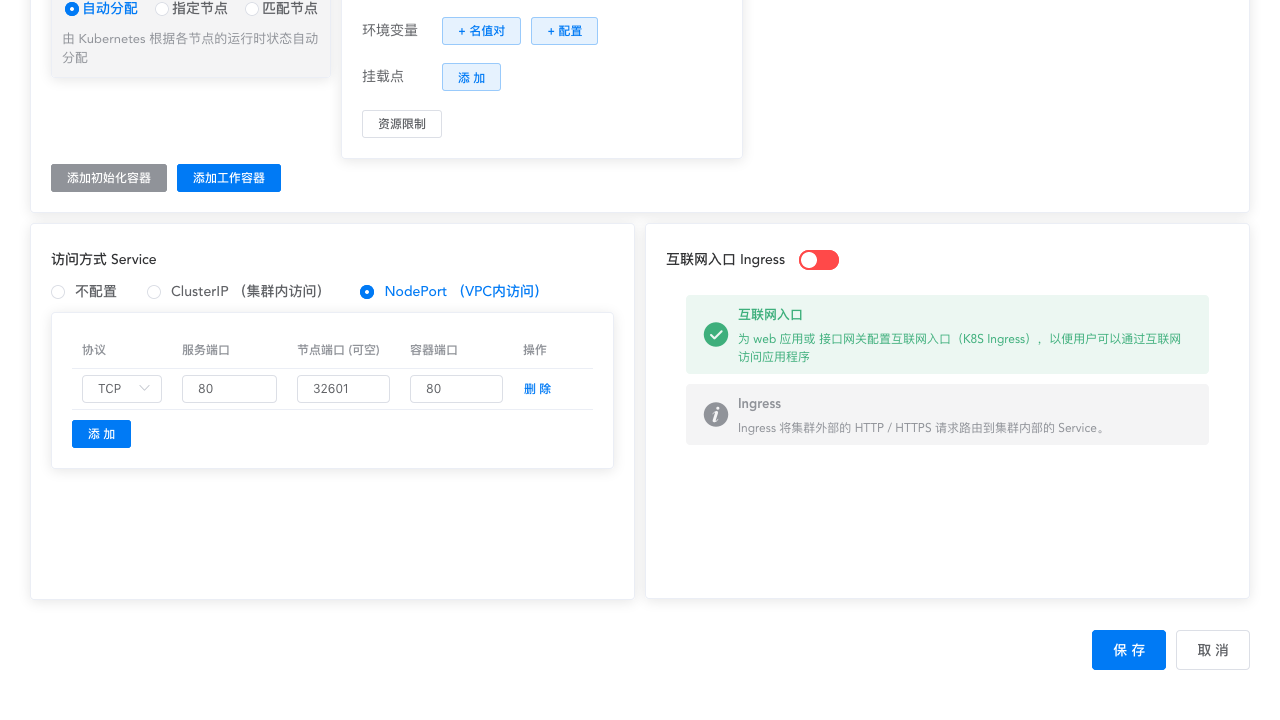 自动分配 指定节点 匹配节点
由 Kubernetes 根据各节点的运行时状态自动
分配
环境变量 + 名值对 + 配置
挂载点 添 加
资源限制
添加初始化容器 添加工作容器
访问方式 Service
不配置 ClusterIP （集群内访问） NodePort （VPC内访问）
协议 服务端口 节点端口 (可空) 容器端口 操作
TCP 80 32601 80 删 除
添 加
互联网入口 Ingress
互联网入口
为 web 应用或 接口网关配置互联网入口（K8S Ingress），以便用户可以通过互联网
访问应用程序
Ingress
Ingress 将集群外部的 HTTP / HTTPS 请求路由到集群内部的 Service。
保 存 取 消